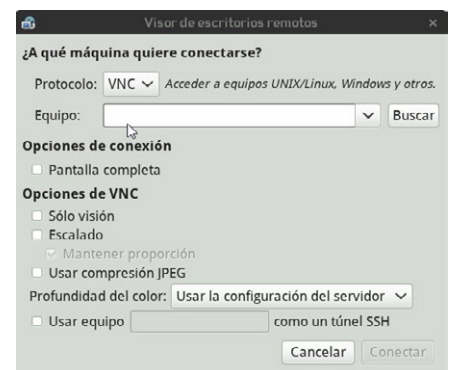 Visor de escritorios remotos
¿A qué máquina quiere conectarse?
Protocolo: VNC Acceder a equipos UNIX/Linux, Windows y otros.
Equipo: Buscar
Opciones de conexión
Pantalla completa
Opciones de VNC
Sólo visión
Escalado
Mantener proporción
Usar compresión JPEG
Profundidad del color: Usar la configuración del servidor
Usar equipo como un túnel SSH
Cancelar Conectar